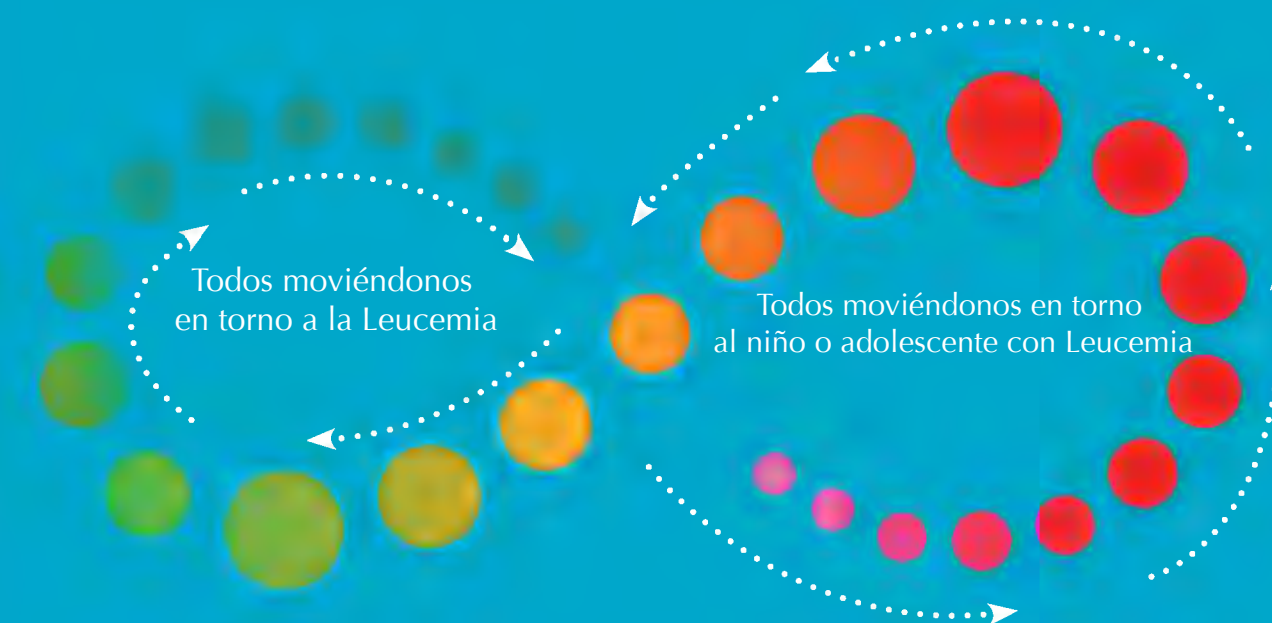 Todos moviéndonos
en torno a la Leucemia
Todos moviéndonos en torno
al niño o adolescente con Leucemia